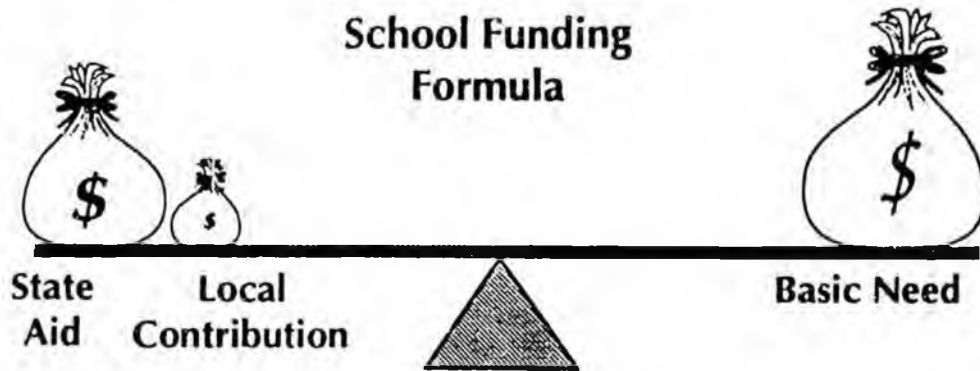 School Funding
Formula
$
$
$
State
Aid
Local
Contribution
Basic Need